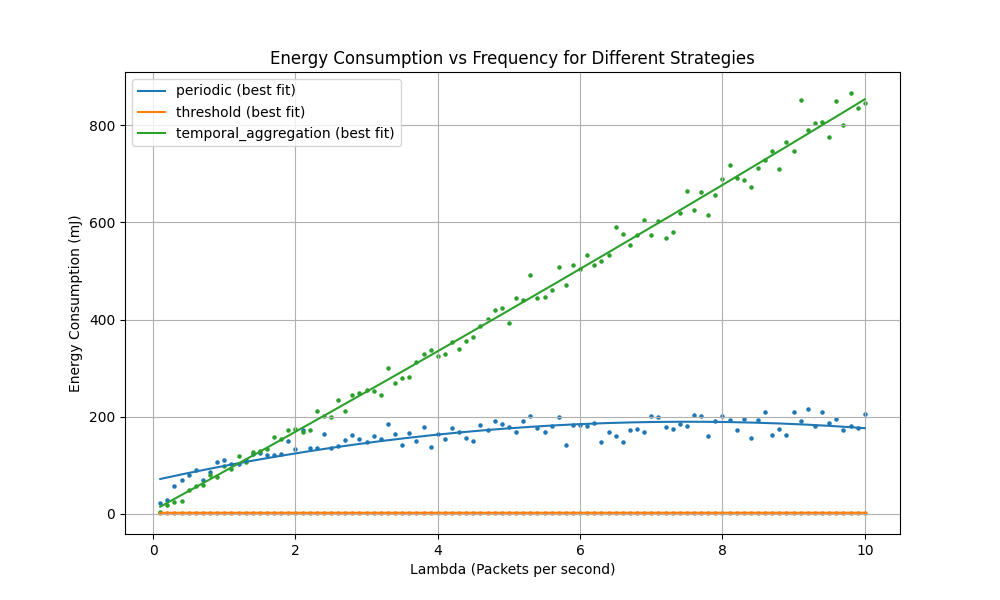 Energy Consumption vs Frequency for Different Strategies
periodic (best fit)
threshold (best fit)
temporal_aggregation (best fit)
Energy Consumption (mJ)
800
600
400
200
0
0 2 4 6 8 10
Lambda (Packets per second)